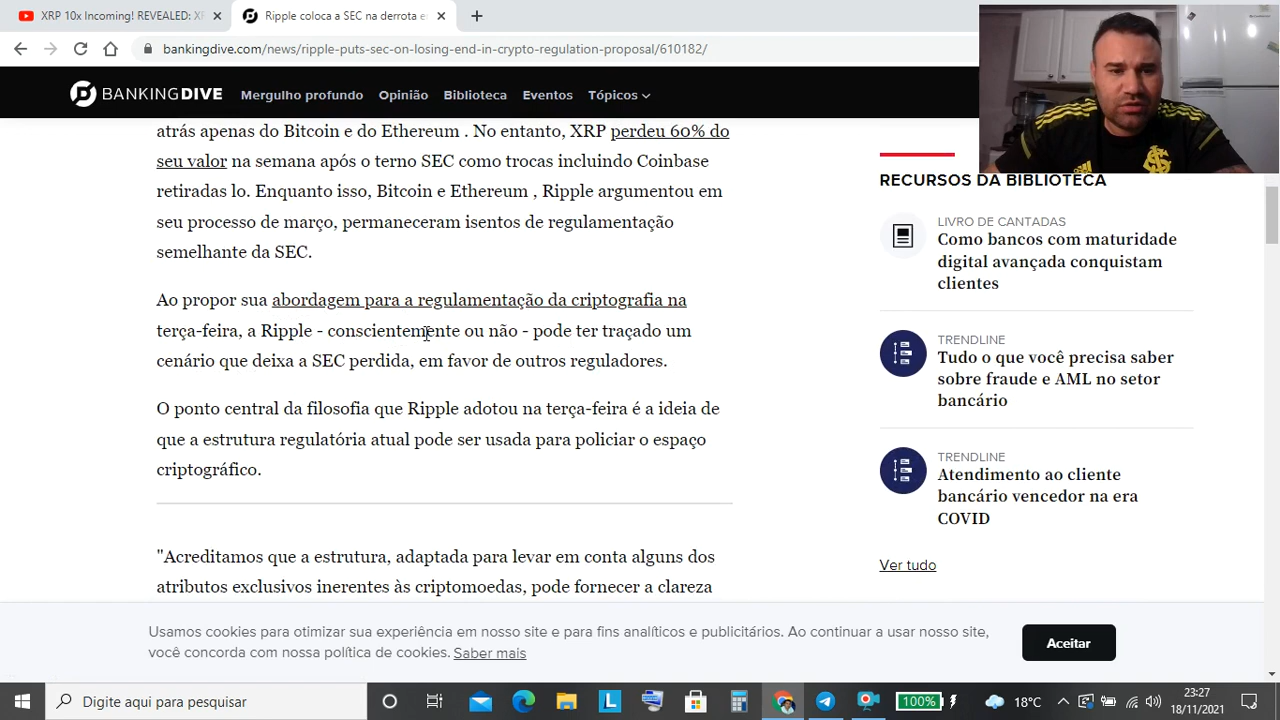 XRP 10x Incoming! REVEALED: XR
Ripple coloca a SEC na derrota e
bankingdive.com/news/ripple-puts-sec-on-losing-end-in-crypto-regulation-proposal/610182/
BANKINGDIVE
Mergulho profundo
Opinião
Biblioteca
Eventos
Tópicos
atrás apenas do Bitcoin e do Ethereum . No entanto, XRP perdeu 60% do
seu valor na semana após o terno SEC como trocas incluindo Coinbase
retiradas lo. Enquanto isso, Bitcoin e Ethereum , Ripple argumentou em
seu processo de março, permaneceram isentos de regulamentação
semelhante da SEC.
Ao propor sua abordagem para a regulamentação da criptografia na
terça-feira, a Ripple - conscientemente ou não - pode ter traçado um
cenário que deixa a SEC perdida, em favor de outros reguladores.
O ponto central da filosofia que Ripple adotou na terça-feira é a ideia de
que a estrutura regulatória atual pode ser usada para policiar o espaço
criptográfico.
"Acreditamos que a estrutura, adaptada para levar em conta alguns dos
atributos exclusivos inerentes às criptomoedas, pode fornecer a clareza
RECURSOS DA BIBLIOTECA
LIVRO DE CANTADAS
Como bancos com maturidade
digital avançada conquistam
clientes
TRENDLINE
Tudo o que você precisa saber
sobre fraude e AML no setor
bancário
TRENDLINE
Atendimento ao cliente
bancário vencedor na era
COVID
Ver tudo
Usamos cookies para otimizar sua experiência em nosso site e para fins analíticos e publicitários. Ao continuar a usar nosso site,
você concorda com nossa política de cookies. Saber mais
Aceitar
Digite aqui para pesquisar
100%
18°C
23:27
18/11/2021